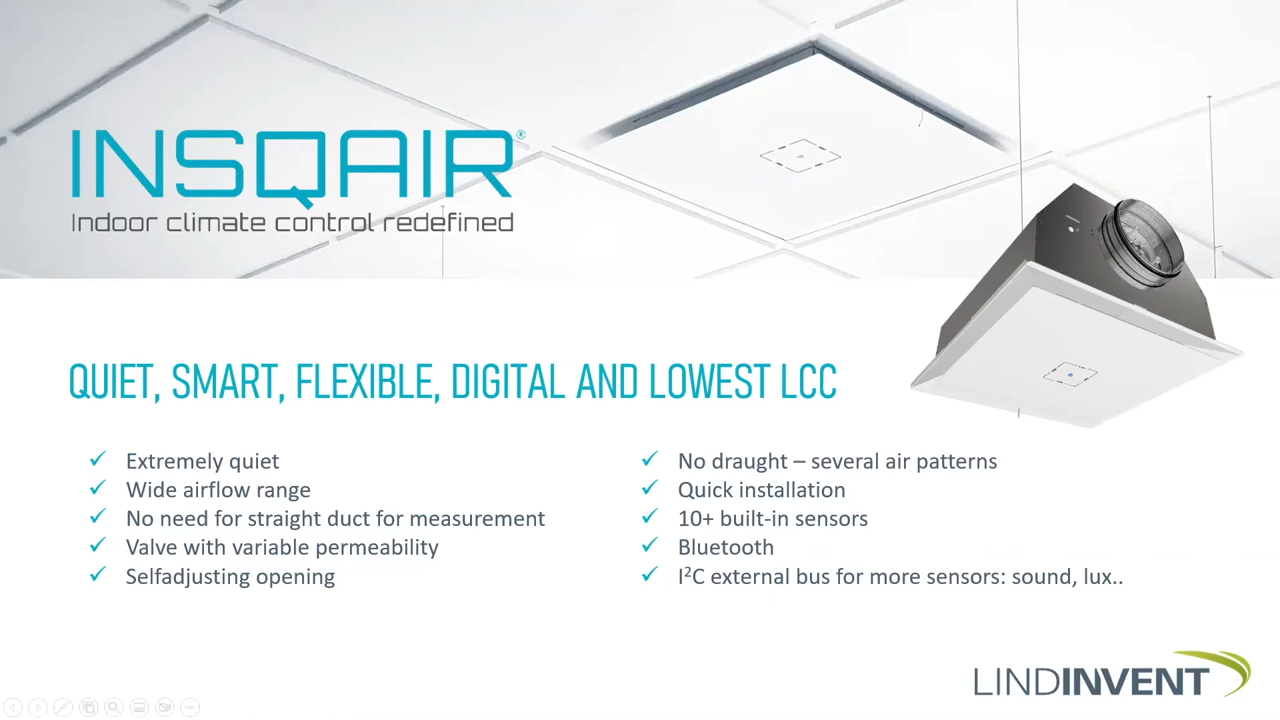 INSQAIR®
Indoor climate control redefined
QUIET, SMART, FLEXIBLE, DIGITAL AND LOWEST LCC
✓ Extremely quiet
✓ Wide airflow range
✓ No need for straight duct for measurement
✓ Valve with variable permeability
✓ Selfadjusting opening
✓ No draught – several air patterns
✓ Quick installation
✓ 10+ built-in sensors
✓ Bluetooth
✓ I²C external bus for more sensors: sound, lux..
LINDINVENT